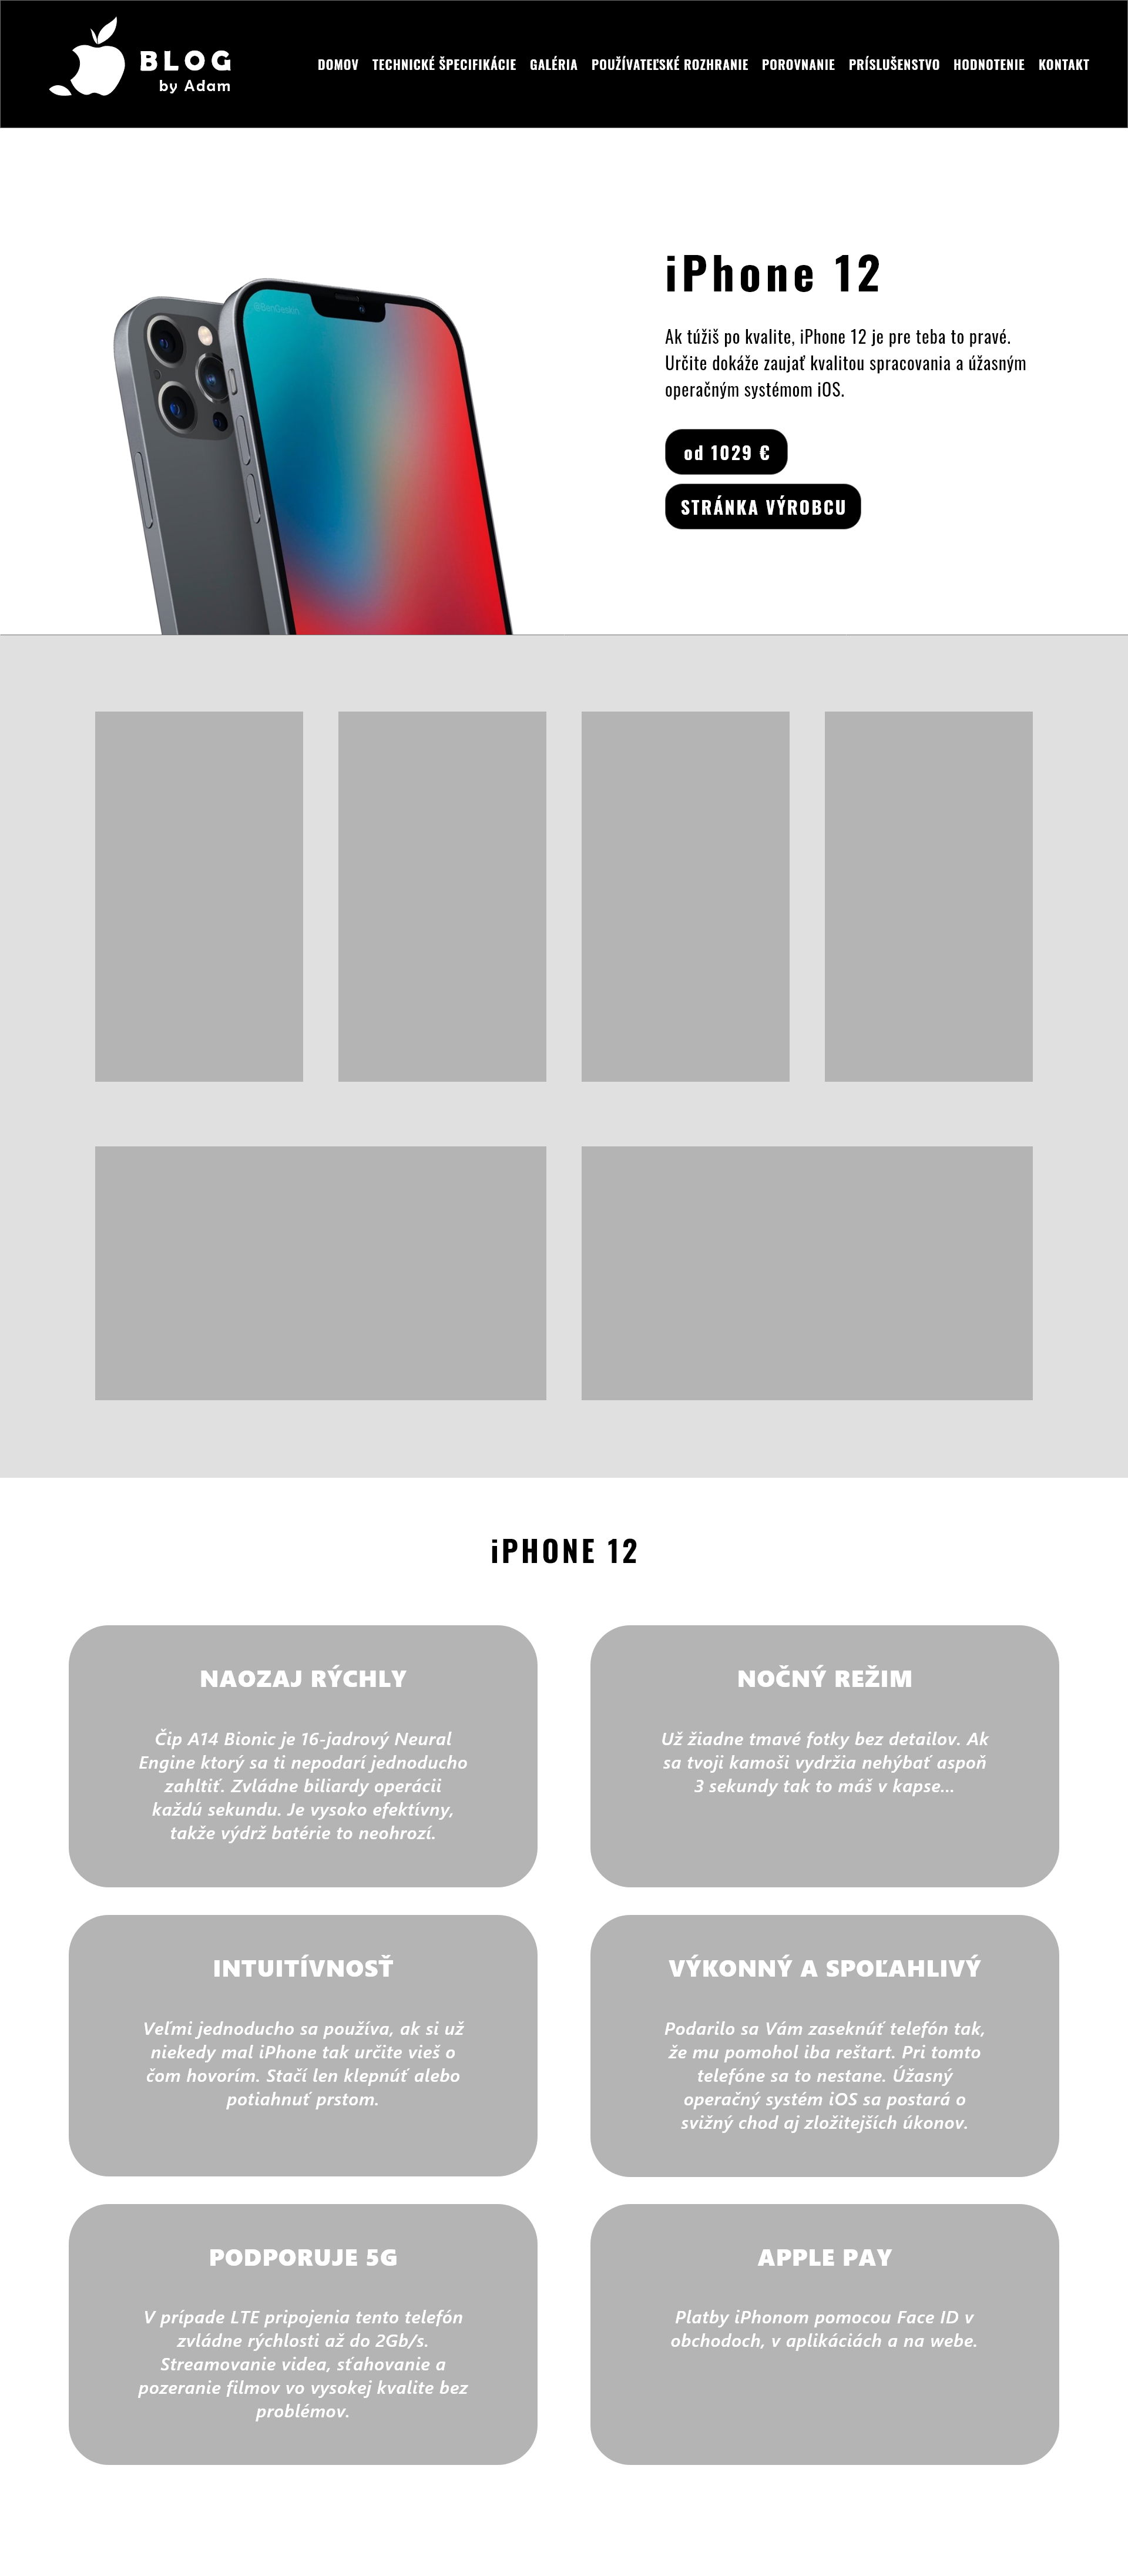 BLOG
by Adam
DOMOV TECHNICKÉ ŠPECIFIKÁCIE GALÉRIA POUŽÍVATEĽSKÉ ROZHRANIE POROVNANIE PRÍSLUŠENSTVO HODNOTENIE KONTAKT
iPhone 12
Ak túžiš po kvalite, iPhone 12 je pre teba to pravé.
Určite dokáže zaujať kvalitou spracovania a úžasným
operačným systémom iOS.
od 1029 €
STRÁNKA VÝROBCU
@BenGeskin
iPHONE 12
NAOZAJ RÝCHLY
Čip A14 Bionic je 16-jadrový Neural
Engine ktorý sa ti nepodarí jednoducho
zahltiť. Zvládne biliardy operácii
každú sekundu. Je vysoko efektívny,
takže výdrž batérie to neohrozí.
NOČNÝ REŽIM
Už žiadne tmavé fotky bez detailov. Ak
sa tvoji kamoši vydržia nehýbať aspoň
3 sekundy tak to máš v kapse...
INTUITÍVNOSŤ
Veľmi jednoducho sa používa, ak si už
niekedy mal iPhone tak určite vieš o
čom hovorím. Stačí len klepnúť alebo
potiahnuť prstom.
VÝKONNÝ A SPOĽAHLIVÝ
Podarilo sa Vám zaseknúť telefón tak,
že mu pomohol iba reštart. Pri tomto
telefóne sa to nestane. Úžasný
operačný systém iOS sa postará o
svižný chod aj zložitejších úkonov.
PODPORUJE 5G
V prípade LTE pripojenia tento telefón
zvládne rýchlosti až do 2Gb/s.
Streamovanie videa, sťahovanie a
pozeranie filmov vo vysokej kvalite bez
problémov.
APPLE PAY
Platby iPhonom pomocou Face ID v
obchodoch, v aplikáciách a na webe.